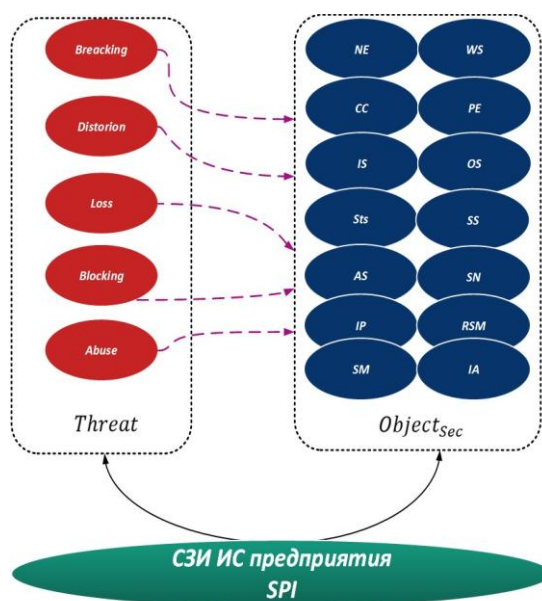 Breacking
Distorion
Loss
Blocking
Abuse
Threat
NE WS
CC PE
IS OS
Sts SS
AS SN
IP RSM
SM IA
Object_Sec
СЗИ ИС предприятия
SPI